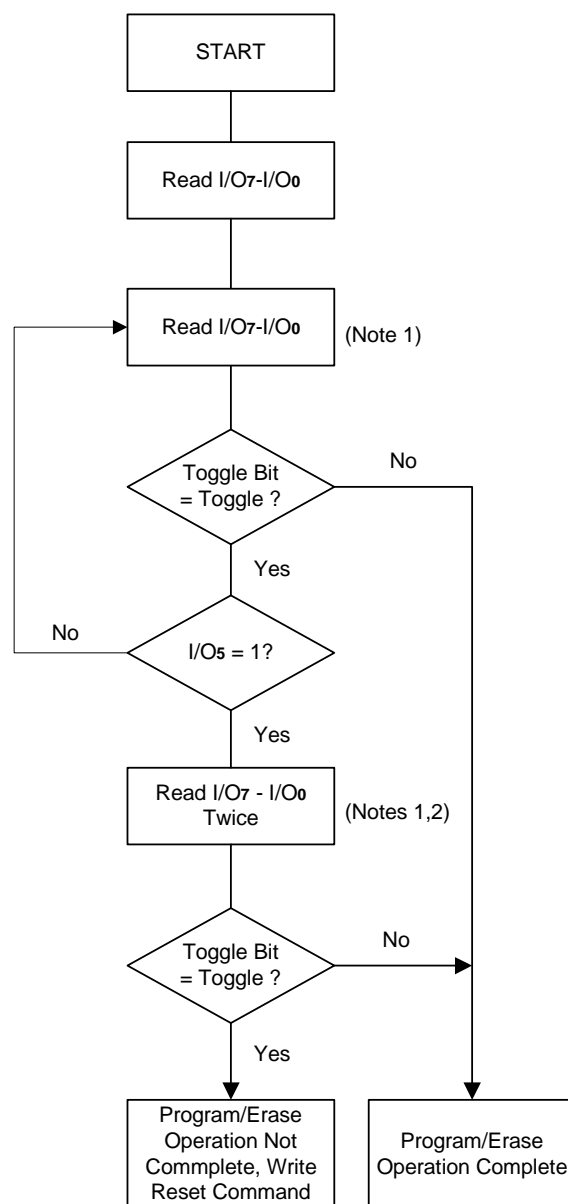 START
Read I/O7-I/O0
Read I/O7-I/O0
(Note 1)
Toggle Bit
= Toggle ?
No
Yes
No
I/O5 = 1?
Yes
Read I/O7 - I/O0
Twice
(Notes 1,2)
Toggle Bit
= Toggle ?
No
Yes
Program/Erase
Operation Not
Commplete, Write
Reset Command
Program/Erase
Operation Complete